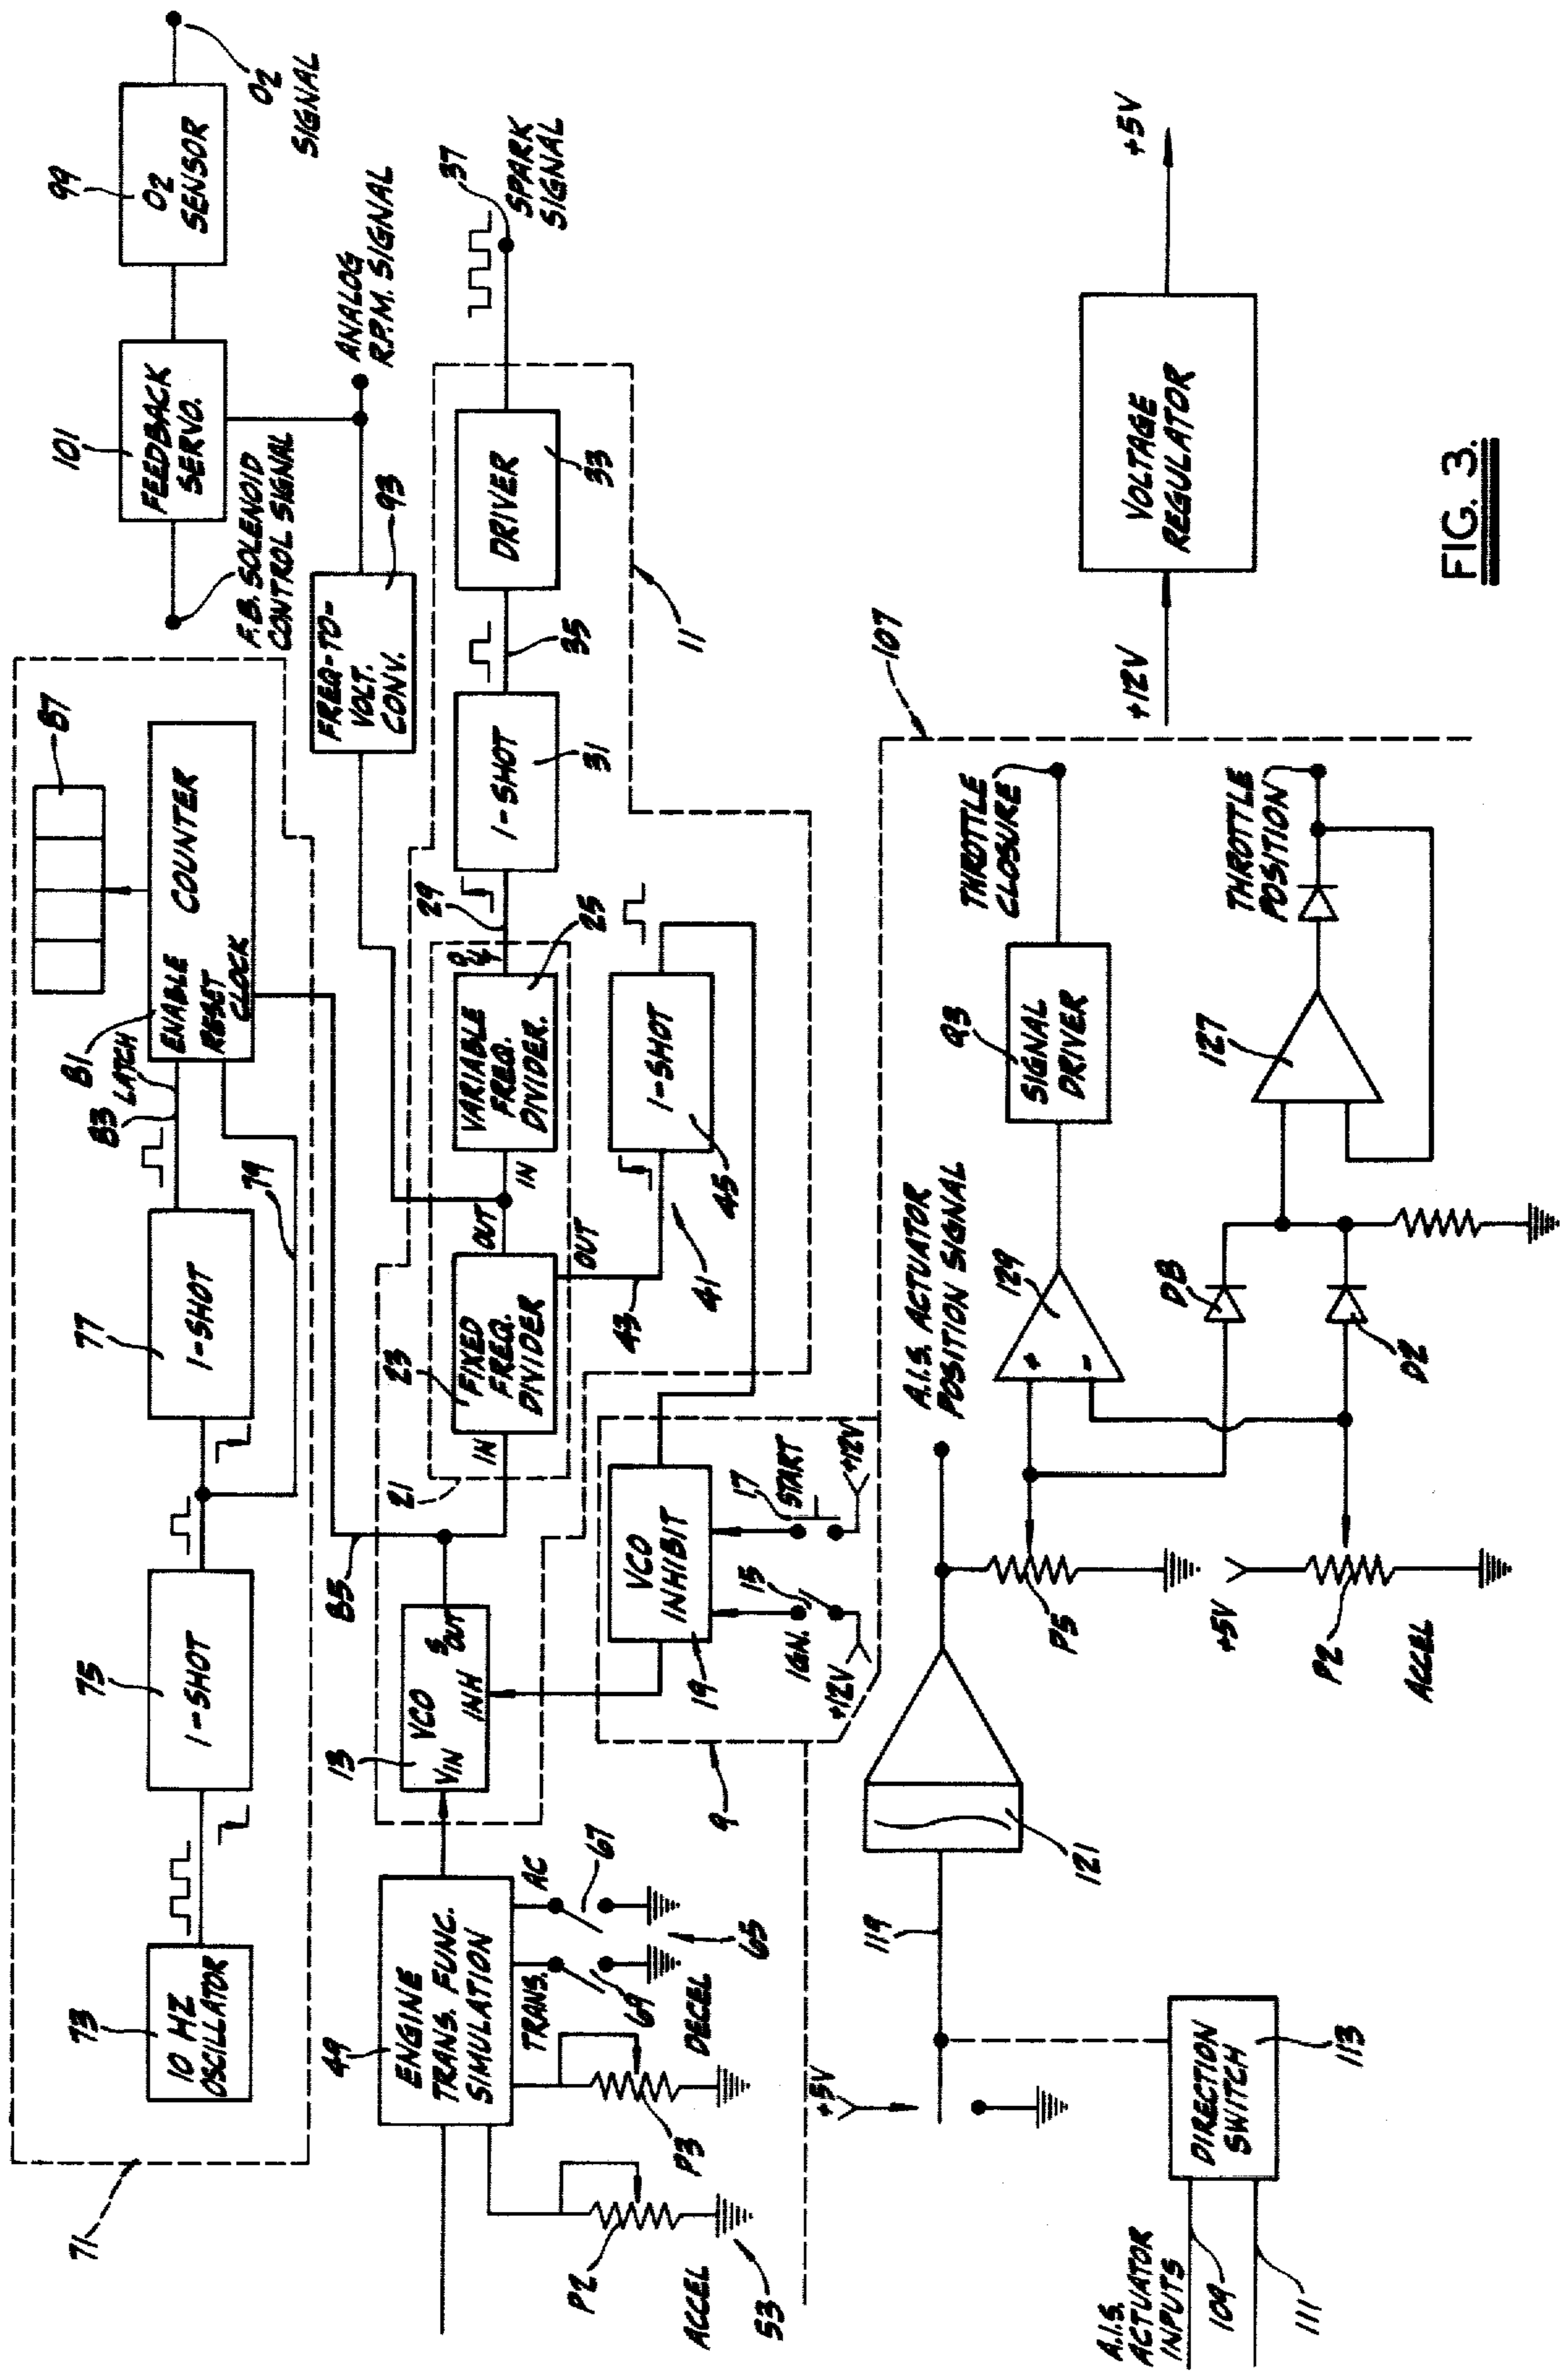 71
73
10 HZ
OSCILLATOR
75
1-SHOT
77
1-SHOT
79
83
LATCH
81
ENABLE
RESET
CLOCK
COUNTER
87
F.B. SOLENOID
CONTROL SIGNAL
101
FEEDBACK
SERVO.
99
O2
SENSOR
O2
SIGNAL
49
ENGINE
TRANS. FUNC.
SIMULATION
P2
ACCEL
53
P3
DECEL
TRANS.
69
AC
67
65
13
VCO
VIN
S OUT
INH
85
21
23
FIXED
FREQ.
DIVIDER
IN
OUT
OUT
43
41
IN
VARIABLE
FREQ.
DIVIDER.
Q4
25
29
1-SHOT
45
1-SHOT
31
35
DRIVER
33
37
SPARK
SIGNAL
11
FREQ-TO-
VOLT.
CONV.
93
ANALOG
R.P.M. SIGNAL
9
VCO
INHIBIT
19
IGN.
15
+12V
17
START
+12V
107
A.I.S.
ACTUATOR
INPUTS
109
111
DIRECTION
SWITCH
113
+5V
119
121
A.I.S. ACTUATOR
POSITION SIGNAL
P5
+5V
P2
ACCEL
+
-
129
D8
D2
Q3
SIGNAL
DRIVER
THROTTLE
CLOSURE
127
THROTTLE
POSITION
+12V
VOLTAGE
REGULATOR
+5V
FIG. 3.